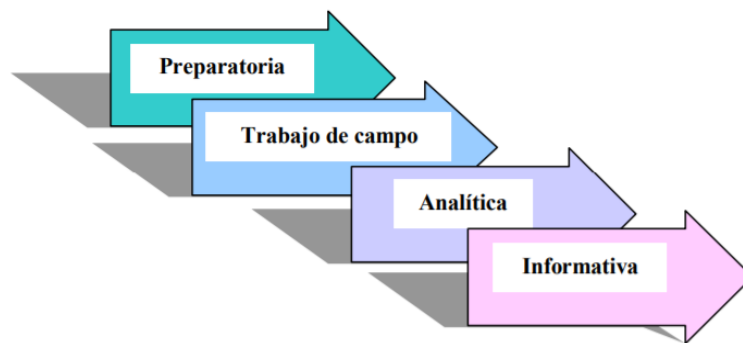 Preparatoria
Trabajo de campo
Analítica
Informativa